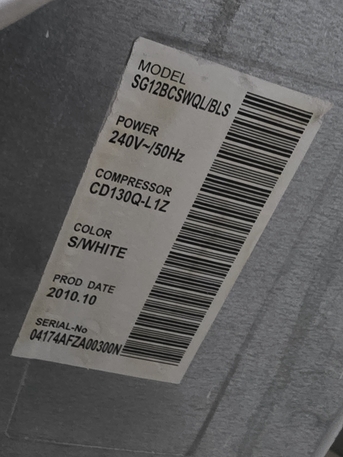 MODEL
SG12BCSWQL/BLS
POWER
240V~/50Hz
COMPRESSOR
CD130Q-L1Z
COLOR
S/WHITE
PROD DATE
2010.10
SERIAL-No
04174AFZA00300N